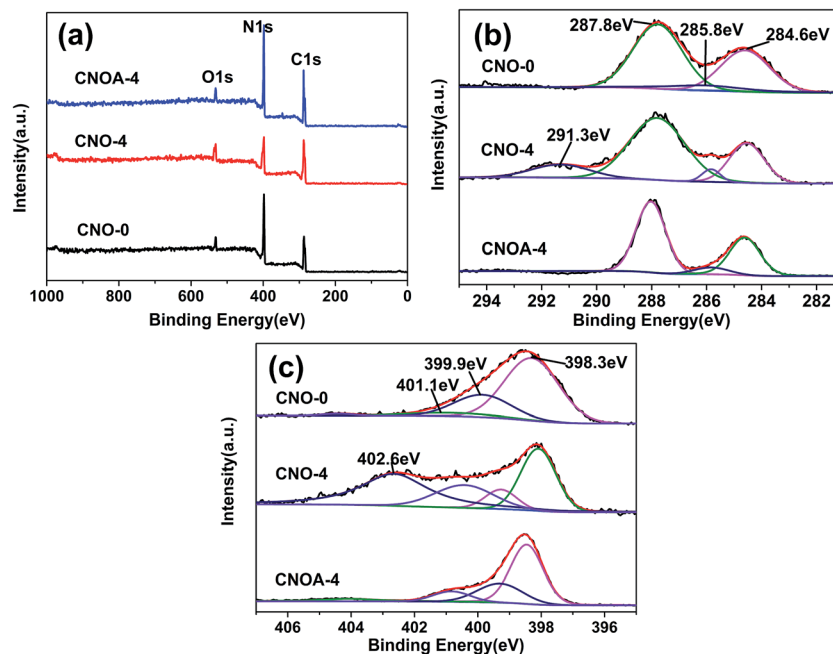 (a)
N1s
CNOA-4
O1s
C1s
CNO-4
CNO-0
Intensity(a.u.)
1000 800 600 400 200 0
Binding Energy(eV)
(b)
287.8eV
285.8eV
284.6eV
CNO-0
CNO-4
291.3eV
CNOA-4
Intensity(a.u.)
294 292 290 288 286 284 282
Binding Energy(eV)
(c)
399.9eV
398.3eV
401.1eV
CNO-0
402.6eV
CNO-4
CNOA-4
Intensity(a.u.)
406 404 402 400 398 396
Binding Energy(eV)